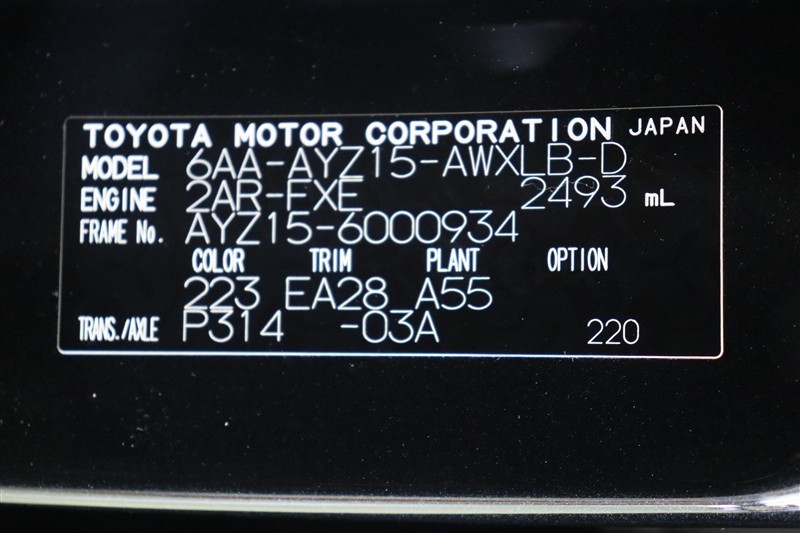 TOYOTA MOTOR CORPORATION JAPAN
MODEL 6AA-AYZ15-AWXLB-D
ENGINE 2AR-FXE 2493 mL
FRAME No. AYZ15-6000934
COLOR TRIM PLANT OPTION
223 EA28 A55
TRANS./AXLE P314 -03A 220